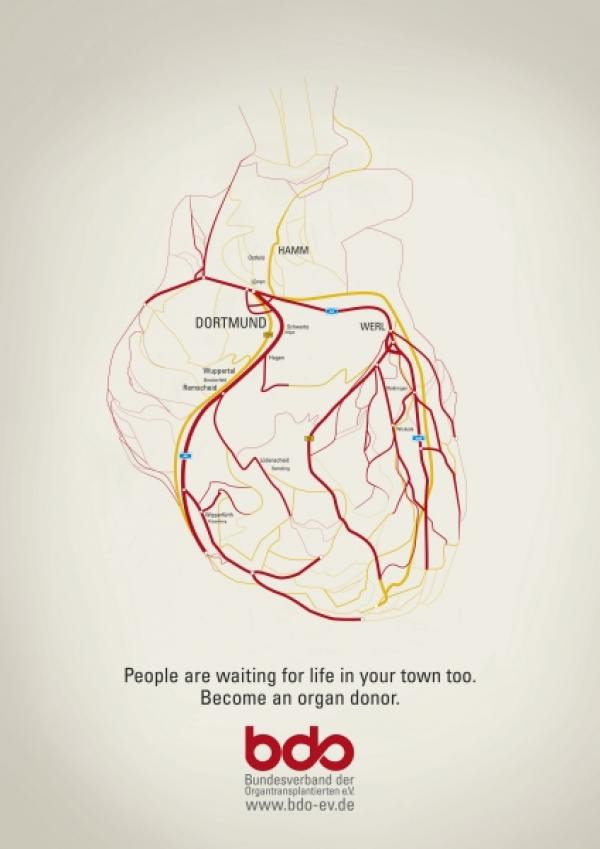 HAMM
Lünen
DORTMUND
Schwerte
WERL
Hagen
Wuppertal
Remscheid
Lüdenscheid
Wipperfürth
People are waiting for life in your town too.
Become an organ donor.
bdo
Bundesverband der
Organtransplantierten e.V.
www.bdo-ev.de